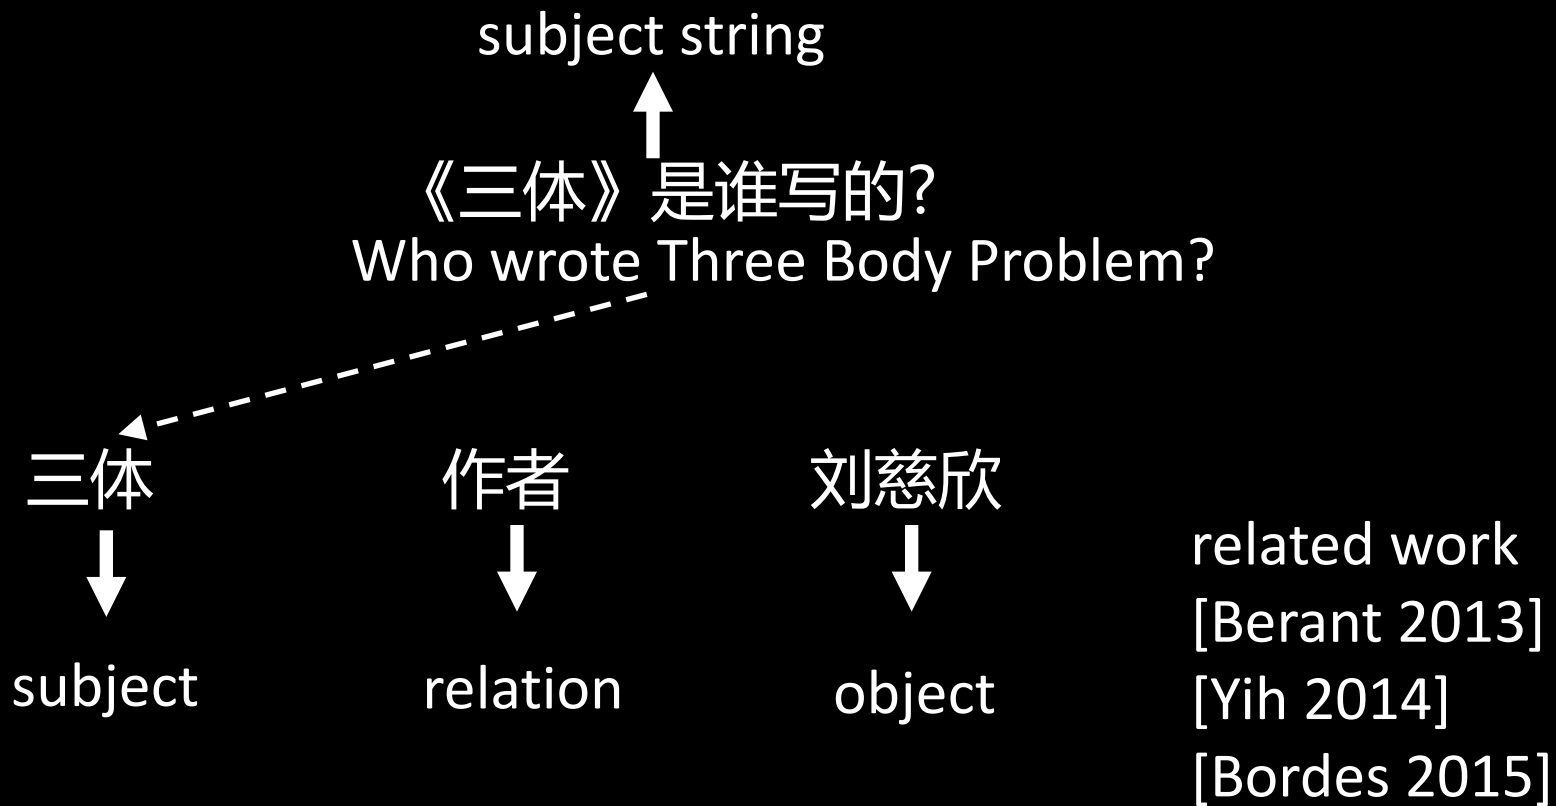 subject string
《三体》是谁写的?
Who wrote Three Body Problem?
三体
作者
刘慈欣
subject
relation
object
related work
[Berant 2013]
[Yih 2014]
[Bordes 2015]